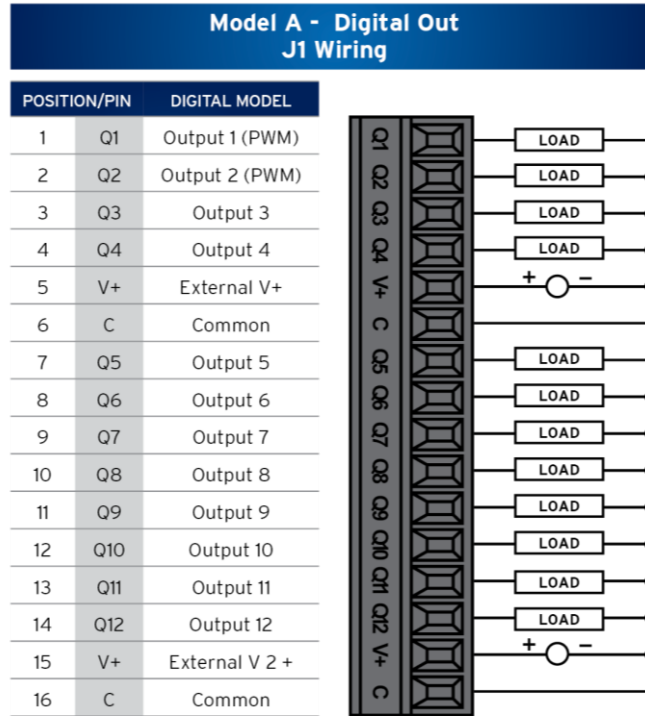 Model A - Digital Out
J1 Wiring
POSITION/PIN DIGITAL MODEL
1 Q1 Output 1 (PWM)
2 Q2 Output 2 (PWM)
3 Q3 Output 3
4 Q4 Output 4
5 V+ External V+
6 C Common
7 Q5 Output 5
8 Q6 Output 6
9 Q7 Output 7
10 Q8 Output 8
11 Q9 Output 9
12 Q10 Output 10
13 Q11 Output 11
14 Q12 Output 12
15 V+ External V 2 +
16 C Common
Q1 LOAD
Q2 LOAD
Q3 LOAD
Q4 LOAD
V+ + −
C
Q5 LOAD
Q6 LOAD
Q7 LOAD
Q8 LOAD
Q9 LOAD
Q10 LOAD
Q11 LOAD
Q12 LOAD
V+ + −
C